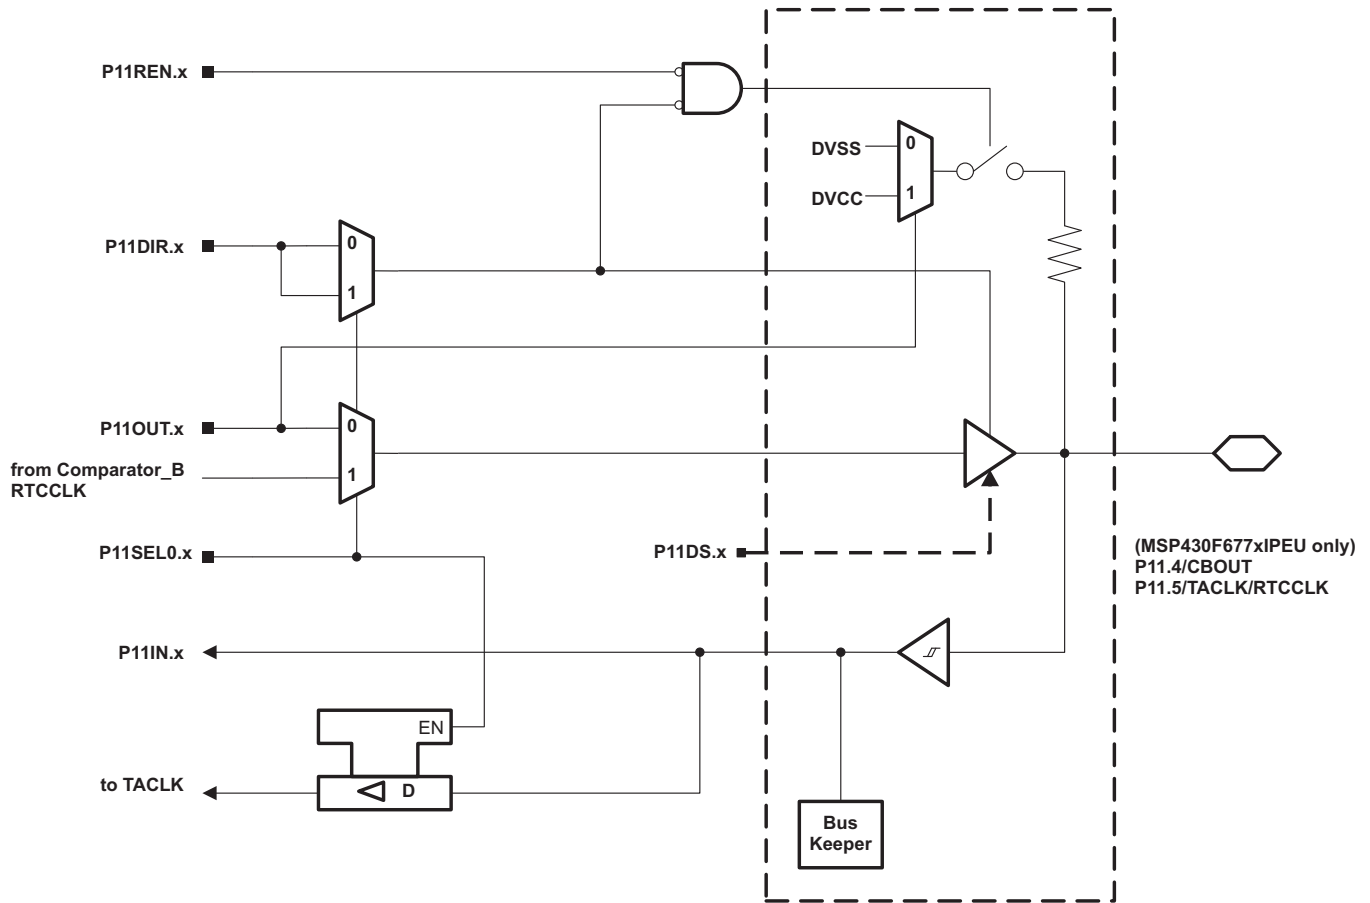 P11REN.x
DVSS
0
DVCC
1
P11DIR.x
0
1
P11OUT.x
0
from Comparator_B
RTCCLK
1
P11SEL0.x
P11DS.x
(MSP430F677xIPEU only)
P11.4/CBOUT
P11.5/TACLK/RTCCLK
P11IN.x
EN
to TACLK
D
Bus
Keeper